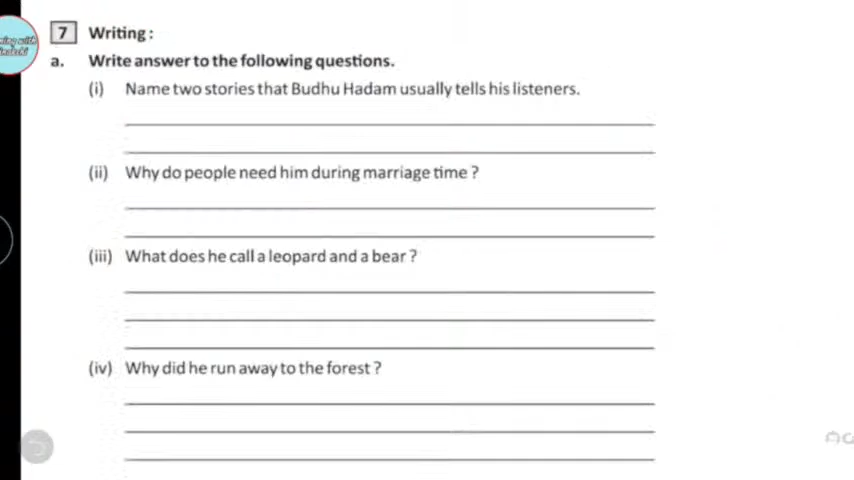 7 Writing :
a. Write answer to the following questions.
(i) Name two stories that Budhu Hadam usually tells his listeners.
(ii) Why do people need him during marriage time ?
(iii) What does he call a leopard and a bear ?
(iv) Why did he run away to the forest ?